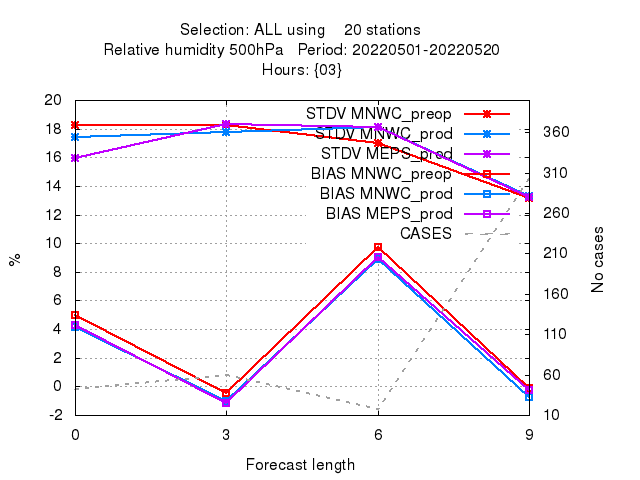 Selection: ALL using 20 stations
Relative humidity 500hPa Period: 20220501-20220520
Hours: {03}
STDV MNWC_preop
STDV MNWC_prod
STDV MEPS_prod
BIAS MNWC_preop
BIAS MNWC_prod
BIAS MEPS_prod
CASES
20
18
16
14
12
10
8
6
4
2
0
-2
%
360
310
260
210
160
110
60
10
No cases
0 3 6 9
Forecast length